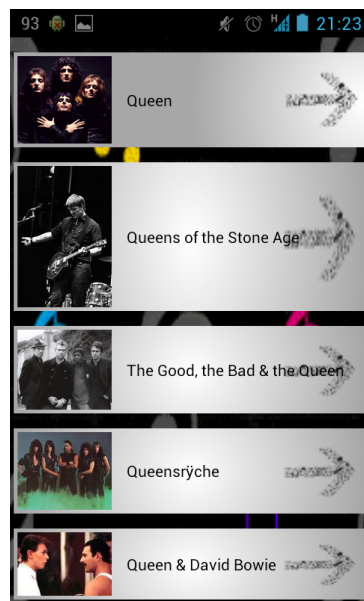 93 H 21:23
Queen
Queens of the Stone Age
The Good, the Bad & the Queen
Queensrÿche
Queen & David Bowie